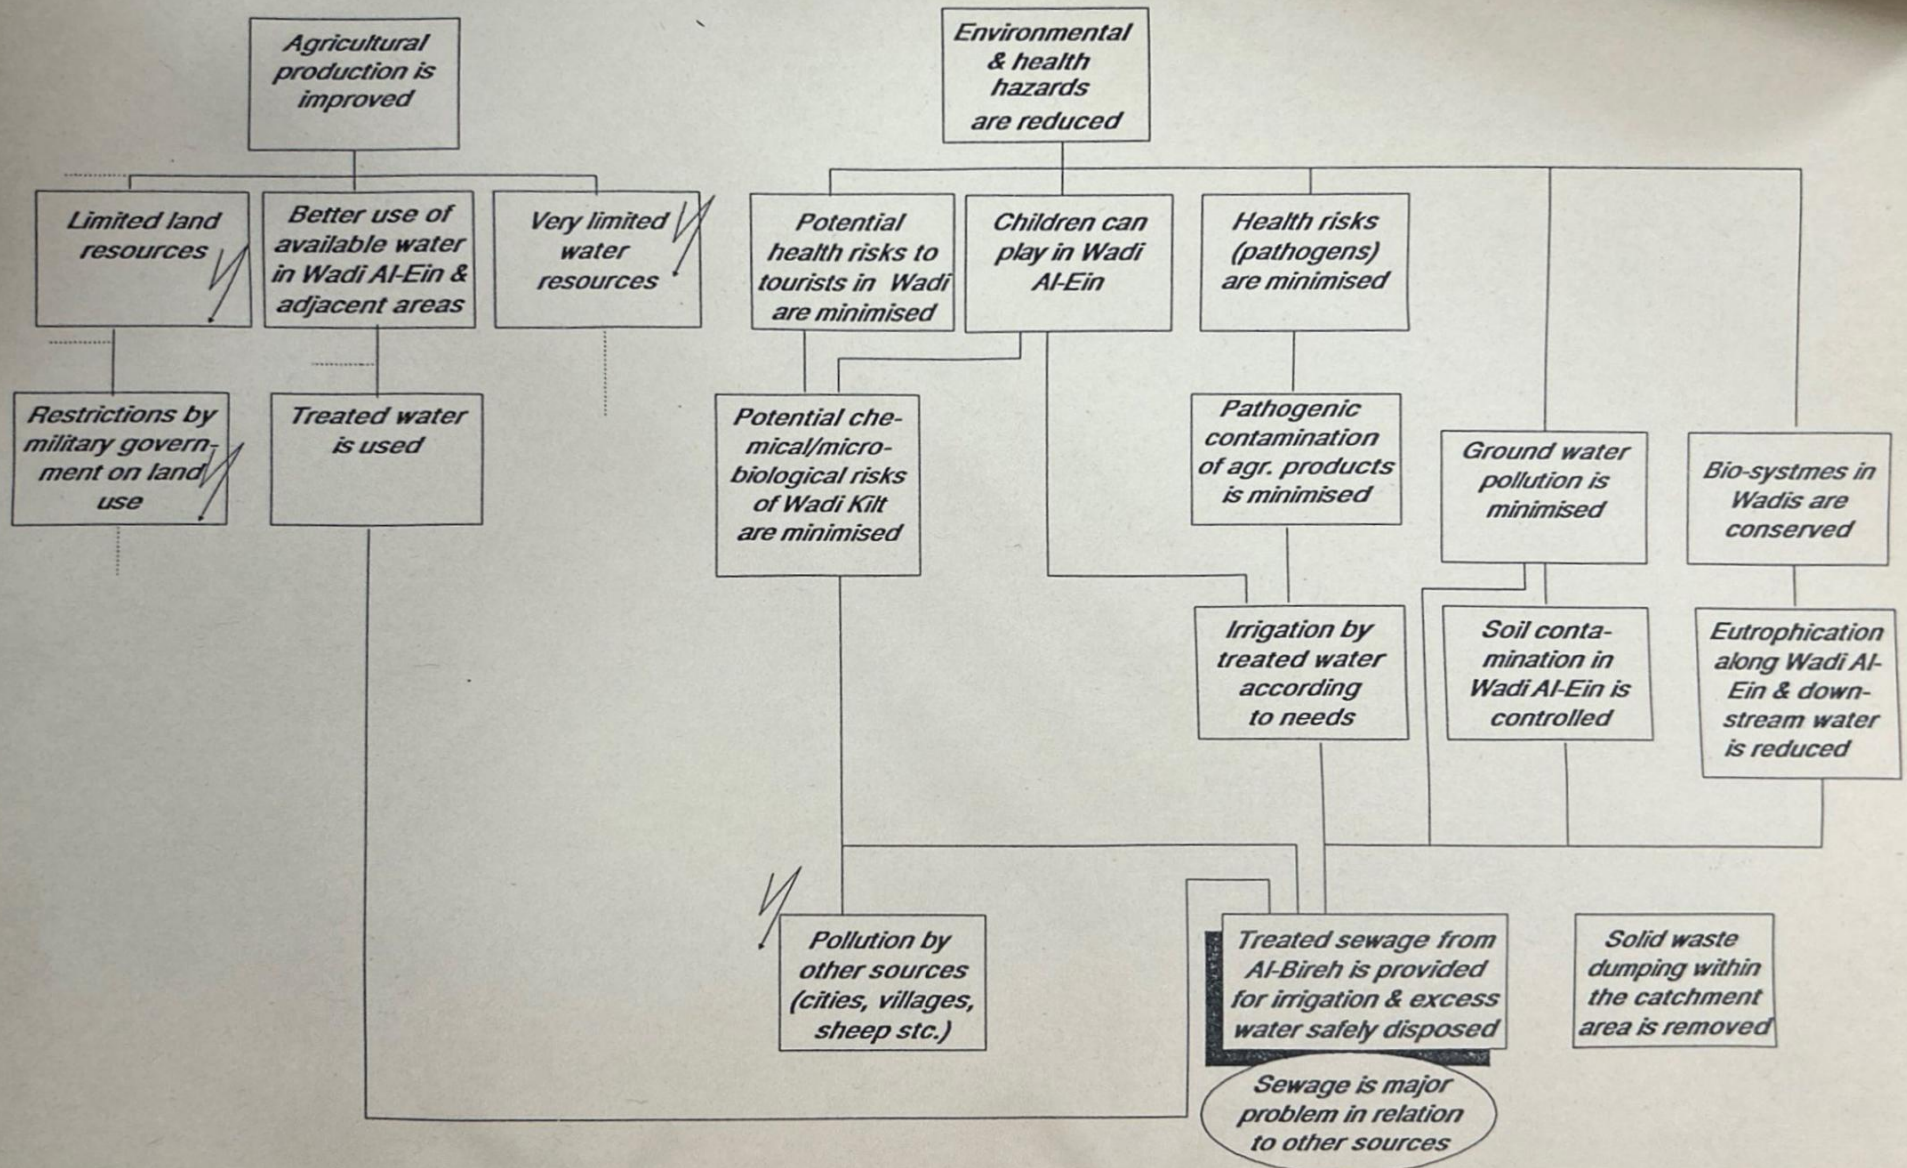 Agricultural
production is
improved
Environmental
& health
hazards
are reduced
Limited land
resources
Better use of
available water
in Wadi Al-Ein &
adjacent areas
Very limited
water
resources
Potential
health risks to
tourists in Wadi
are minimised
Children can
play in Wadi
Al-Ein
Health risks
(pathogens)
are minimised
Restrictions by
military govern-
ment on land
use
Treated water
is used
Potential che-
mical/micro-
biological risks
of Wadi Kilt
are minimised
Pathogenic
contamination
of agr. products
is minimised
Ground water
pollution is
minimised
Bio-systmes in
Wadis are
conserved
Irrigation by
treated water
according
to needs
Soil conta-
mination in
Wadi Al-Ein is
controlled
Eutrophication
along Wadi Al-
Ein & down-
stream water
is reduced
Pollution by
other sources
(cities, villages,
sheep stc.)
Treated sewage from
Al-Bireh is provided
for irrigation & excess
water safely disposed
Solid waste
dumping within
the catchment
area is removed
Sewage is major
problem in relation
to other sources